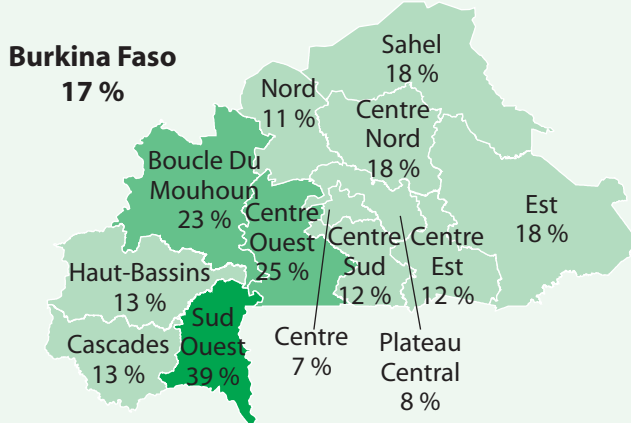 Burkina Faso
17 %
Sahel
18 %
Nord
11 %
Centre
Nord
18 %
Boucle Du
Mouhoun
23 %
Centre
Ouest
25 %
Est
18 %
Centre
Sud
12 %
Centre
Est
12 %
Haut-Bassins
13 %
Sud
Ouest
39 %
Cascades
13 %
Centre
7 %
Plateau
Central
8 %